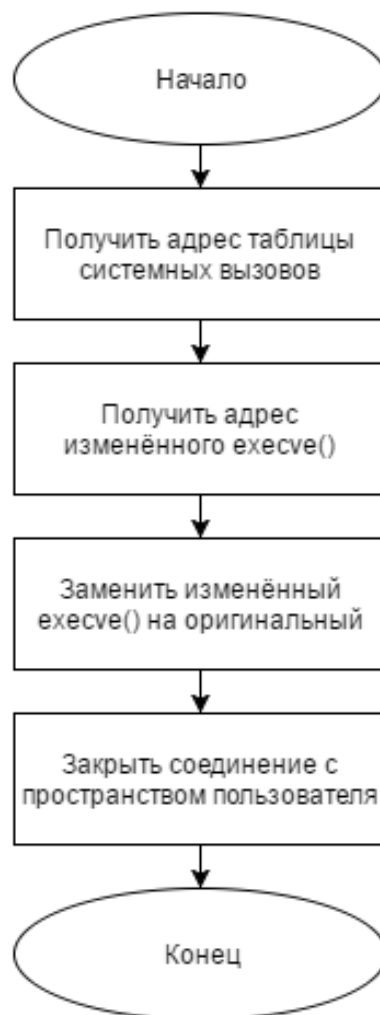 Начало
Получить адрес таблицы
системных вызовов
Получить адрес
изменённого execve()
Заменить изменённый
execve() на оригинальный
Закрыть соединение с
пространством пользователя
Конец